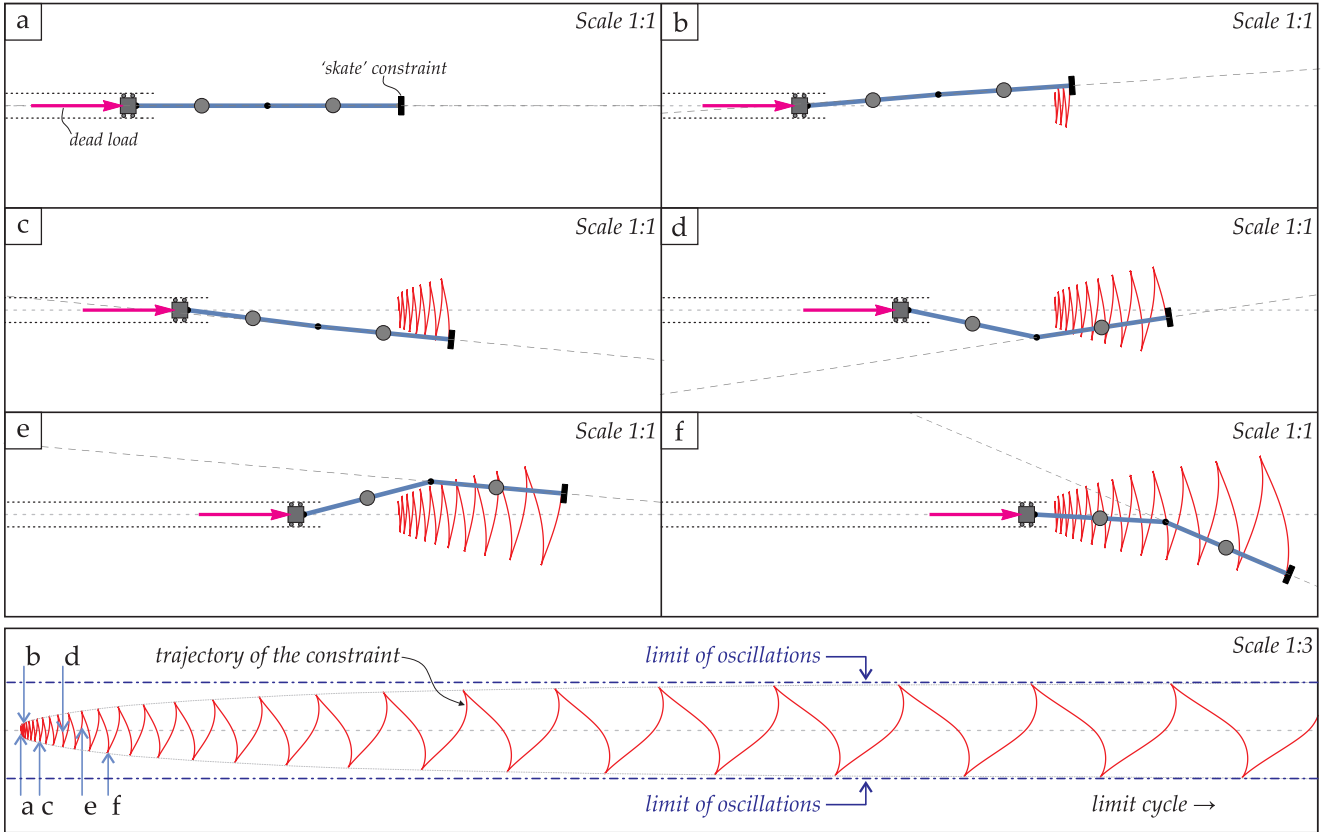 a
Scale 1:1
'skate' constraint
dead load
b
Scale 1:1
c
Scale 1:1
d
Scale 1:1
e
Scale 1:1
f
Scale 1:1
Scale 1:3
b d trajectory of the constraint limit of oscillations
a c e f limit of oscillations limit cycle →